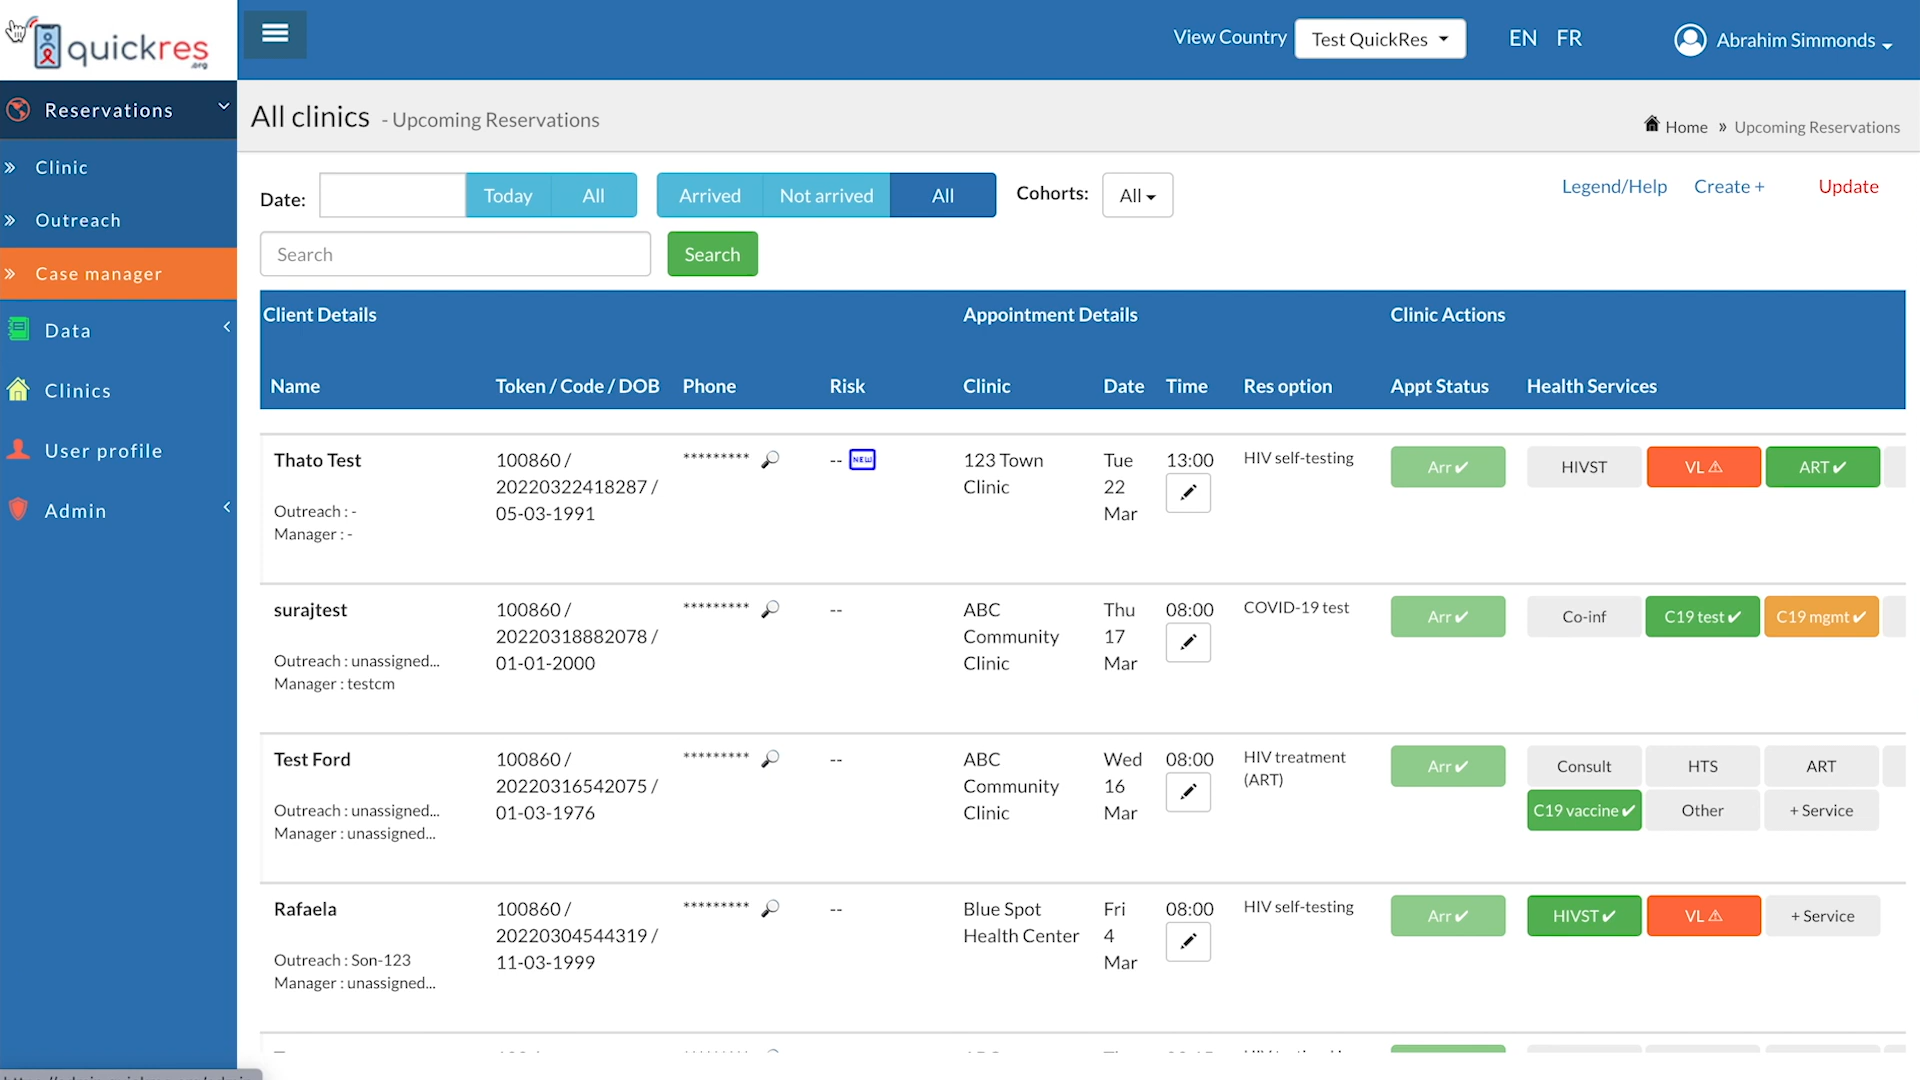 quickres
.org
View Country
Test QuickRes
EN FR
Abrahim Simmonds
Reservations
Clinic
Outreach
Case manager
Data
Clinics
User profile
Admin
All clinics - Upcoming Reservations
Home » Upcoming Reservations
Date:
Today All
Arrived Not arrived All
Cohorts:
All
Legend/Help Create + Update
Search
Search
Client Details Appointment Details Clinic Actions
Name Token / Code / DOB Phone Risk Clinic Date Time Res option Appt Status Health Services
Thato Test
Outreach : -
Manager : -
100860 /
20220322418287 /
05-03-1991
*********
-- NEW
123 Town
Clinic
Tue
22
Mar
13:00
HIV self-testing
Arr ✔
HIVST VL ⚠ ART ✔
surajtest
Outreach : unassigned...
Manager : testcm
100860 /
20220318882078 /
01-01-2000
*********
--
ABC
Community
Clinic
Thu
17
Mar
08:00
COVID-19 test
Arr ✔
Co-inf C19 test ✔ C19 mgmt ✔
Test Ford
Outreach : unassigned...
Manager : unassigned...
100860 /
20220316542075 /
01-03-1976
*********
--
ABC
Community
Clinic
Wed
16
Mar
08:00
HIV treatment
(ART)
Arr ✔
Consult HTS ART
C19 vaccine ✔ Other + Service
Rafaela
Outreach : Son-123
Manager : unassigned...
100860 /
20220304544319 /
11-03-1999
*********
--
Blue Spot
Health Center
Fri
4
Mar
08:00
HIV self-testing
Arr ✔
HIVST ✔ VL ⚠ + Service